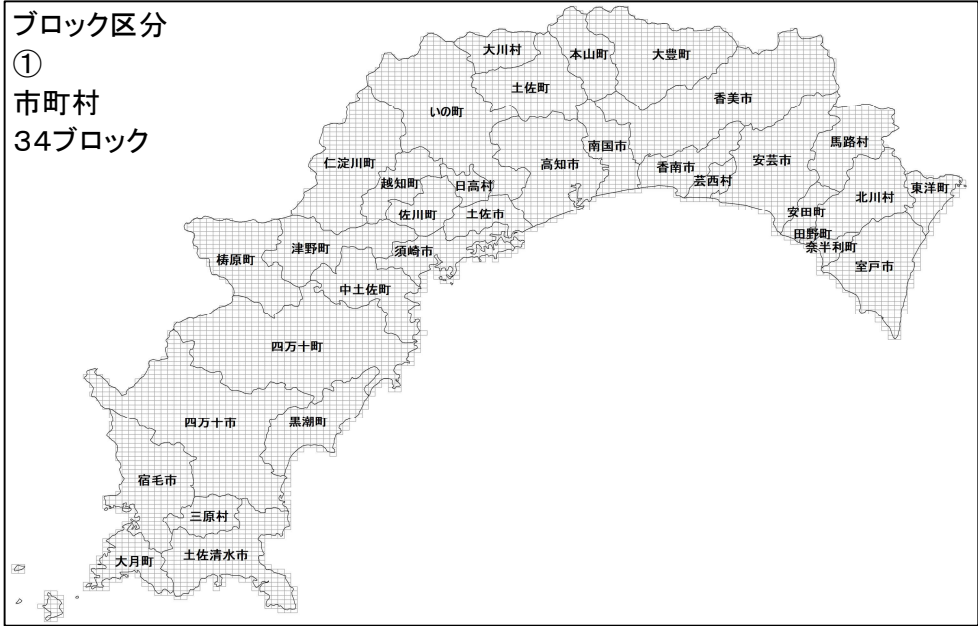 ブロック区分
①
市町村
34ブロック
大川村
本山町
大豊町
土佐町
いの町
香美市
南国市
高知市
馬路村
仁淀川町
香南市
安芸市
芸西村
越知町
日高村
北川村
東洋町
佐川町
土佐市
安田町
田野町
奈半利町
津野町
須崎市
梼原町
室戸市
中土佐町
四万十町
四万十市
黒潮町
宿毛市
三原村
大月町
土佐清水市